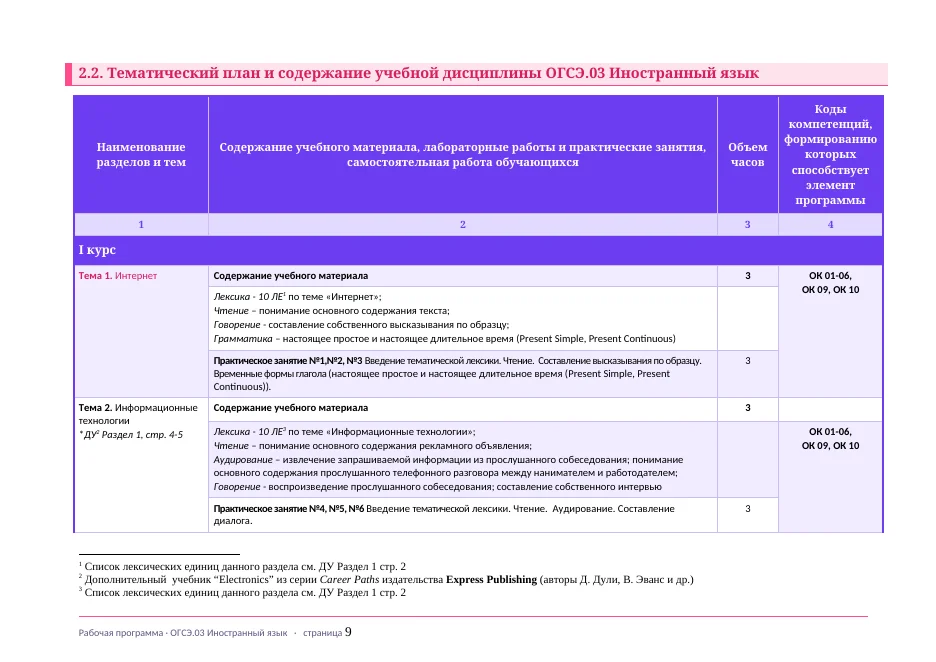 2.2. Тематический план и содержание учебной дисциплины ОГСЭ.03 Иностранный язык
Наименование
разделов и тем
Содержание учебного материала, лабораторные работы и практические занятия,
самостоятельная работа обучающихся
Объем
часов
Коды
компетенций,
формированию
которых
способствует
элемент
программы
1
2
3
4
I курс
Тема 1. Интернет
Содержание учебного материала
3
ОК 01-06,
ОК 09, ОК 10
Лексика - 10 ЛЕ1 по теме «Интернет»;
Чтение – понимание основного содержания текста;
Говорение - составление собственного высказывания по образцу;
Грамматика – настоящее простое и настоящее длительное время (Present Simple, Present Continuous)
Практическое занятие №1,№2, №3 Введение тематической лексики. Чтение. Составление высказывания по образцу.
Временные формы глагола (настоящее простое и настоящее длительное время (Present Simple, Present
Continuous)).
3
Тема 2. Информационные
технологии
*ДУ2 Раздел 1, стр. 4-5
Содержание учебного материала
3
Лексика - 10 ЛЕ3 по теме «Информационные технологии»;
Чтение – понимание основного содержания рекламного объявления;
Аудирование – извлечение запрашиваемой информации из прослушанного собеседования; понимание
основного содержания прослушанного телефонного разговора между нанимателем и работодателем;
Говорение - воспроизведение прослушанного собеседования; составление собственного интервью
ОК 01-06,
ОК 09, ОК 10
Практическое занятие №4, №5, №6 Введение тематической лексики. Чтение. Аудирование. Составление
диалога.
3
1 Список лексических единиц данного раздела см. ДУ Раздел 1 стр. 2
2 Дополнительный учебник “Electronics” из серии Career Paths издательства Express Publishing (авторы Д. Дули, В. Эванс и др.)
3 Список лексических единиц данного раздела см. ДУ Раздел 1 стр. 2
Рабочая программа · ОГСЭ.03 Иностранный язык · страница 9